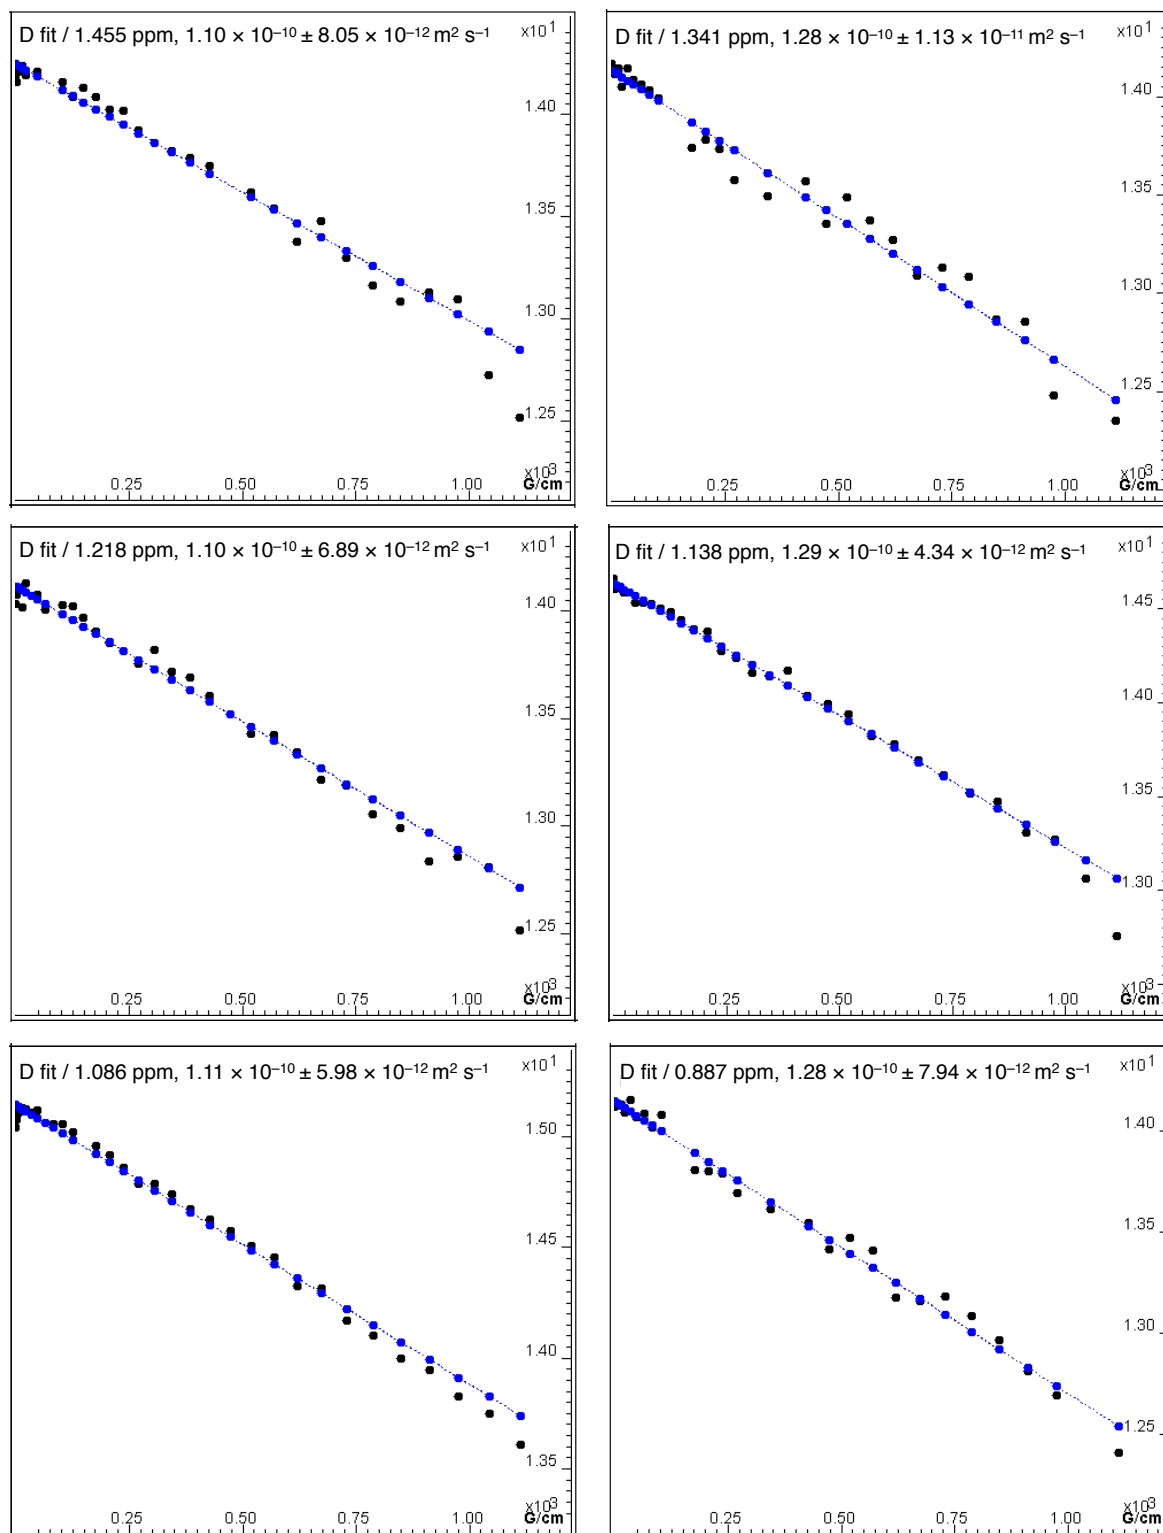 D fit / 1.455 ppm, 1.10 × 10⁻¹⁰ ± 8.05 × 10⁻¹² m² s⁻¹
x10¹
1.40
1.35
1.30
1.25
0.25 0.50 0.75 1.00
x10³
G/cm
D fit / 1.341 ppm, 1.28 × 10⁻¹⁰ ± 1.13 × 10⁻¹¹ m² s⁻¹
x10¹
1.40
1.35
1.30
1.25
0.25 0.50 0.75 1.00
x10³
G/cm
D fit / 1.218 ppm, 1.10 × 10⁻¹⁰ ± 6.89 × 10⁻¹² m² s⁻¹
x10¹
1.40
1.35
1.30
1.25
0.25 0.50 0.75 1.00
x10³
G/cm
D fit / 1.138 ppm, 1.29 × 10⁻¹⁰ ± 4.34 × 10⁻¹² m² s⁻¹
x10¹
1.45
1.40
1.35
1.30
0.25 0.50 0.75 1.00
x10³
G/cm
D fit / 1.086 ppm, 1.11 × 10⁻¹⁰ ± 5.98 × 10⁻¹² m² s⁻¹
x10¹
1.50
1.45
1.40
1.35
0.25 0.50 0.75 1.00
x10³
G/cm
D fit / 0.887 ppm, 1.28 × 10⁻¹⁰ ± 7.94 × 10⁻¹² m² s⁻¹
x10¹
1.40
1.35
1.30
1.25
0.25 0.50 0.75 1.00
x10³
G/cm